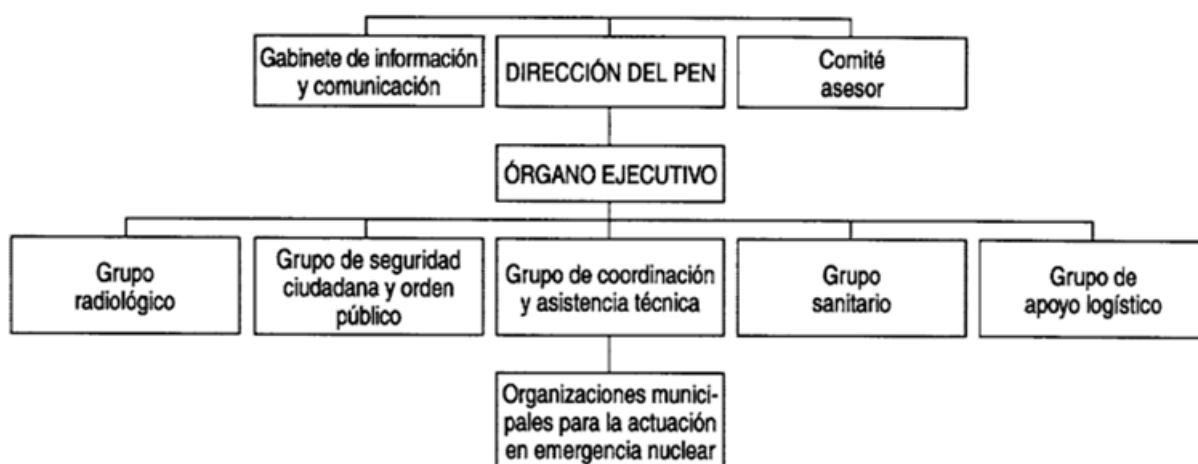 Gabinete de información
y comunicación
DIRECCIÓN DEL PEN
Comité
asesor
ÓRGANO EJECUTIVO
Grupo
radiológico
Grupo de seguridad
ciudadana y orden
público
Grupo de coordinación
y asistencia técnica
Grupo
sanitario
Grupo de
apoyo logístico
Organizaciones munici-
pales para la actuación
en emergencia nuclear